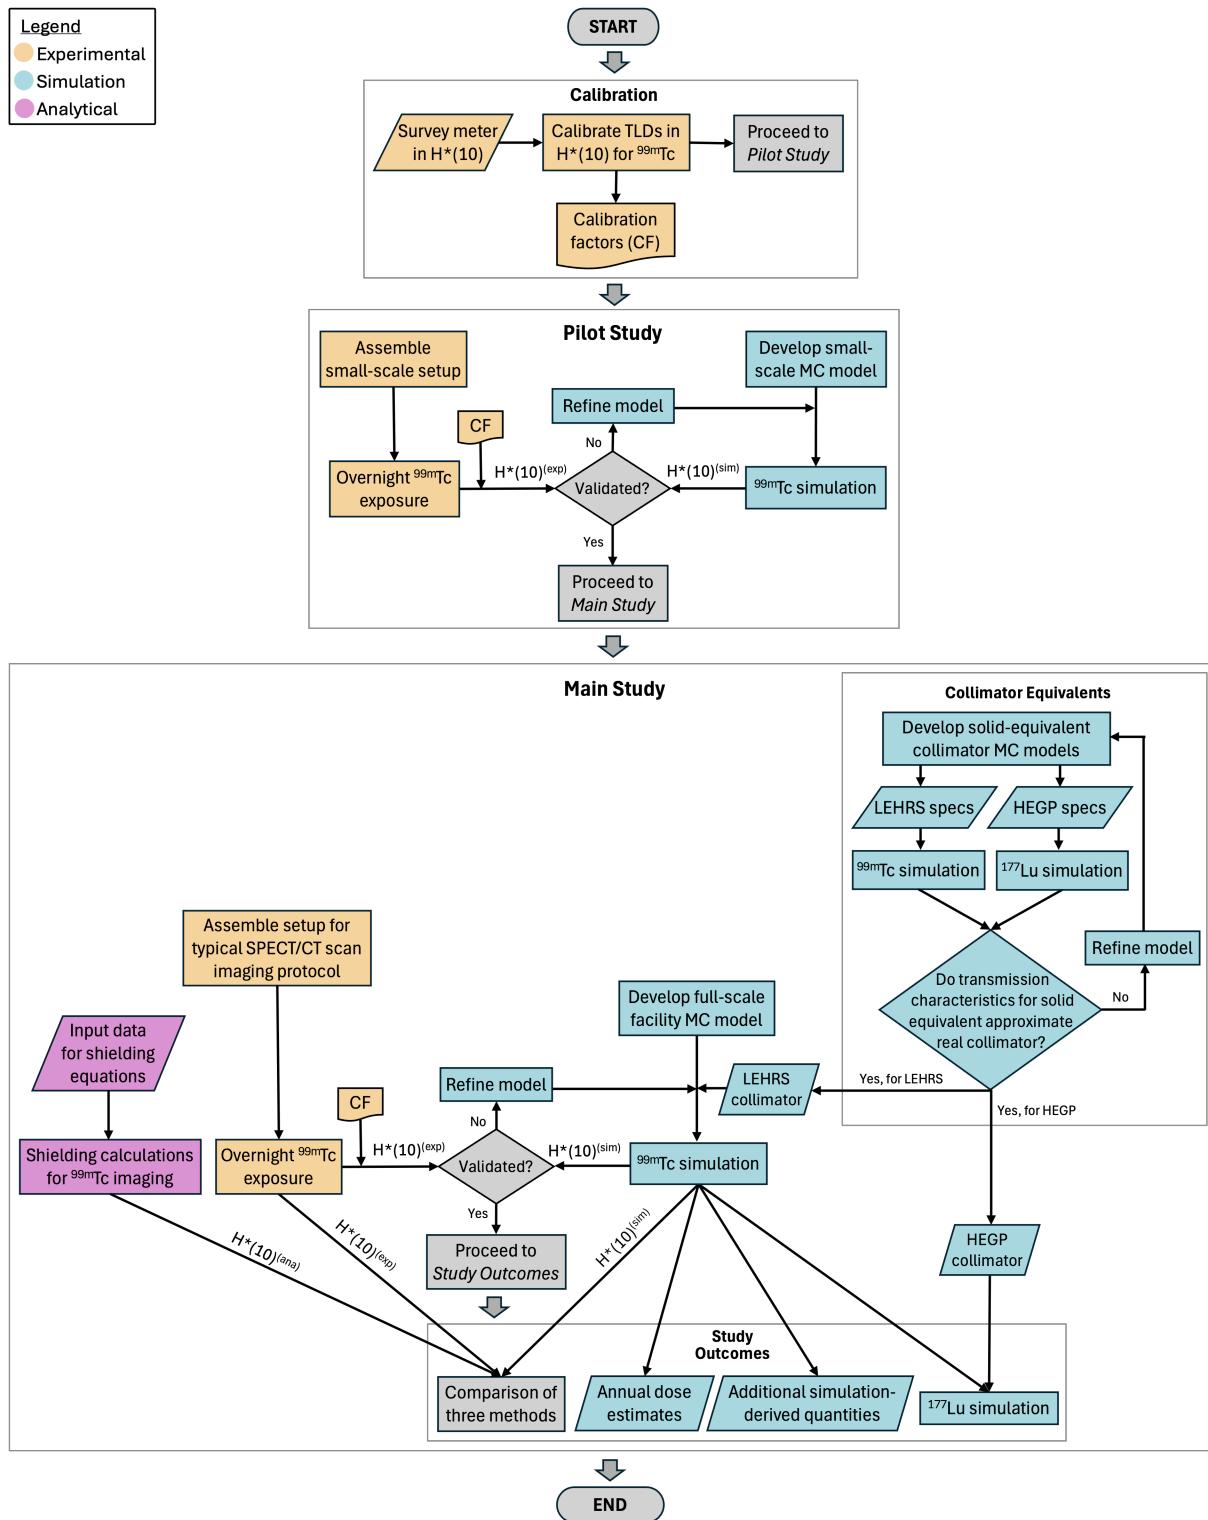 Legend
Experimental
Simulation
Analytical
START
Calibration
Survey meter
in H*(10)
Calibrate TLDs in
H*(10) for ⁹⁹ᵐTc
Proceed to
Pilot Study
Calibration
factors (CF)
Pilot Study
Assemble
small-scale setup
Develop small-
scale MC model
Refine model
CF
No
Overnight ⁹⁹ᵐTc
exposure
H*(10)⁽ᵉˣᵖ⁾
Validated?
H*(10)⁽ˢⁱᵐ⁾
⁹⁹ᵐTc simulation
Yes
Proceed to
Main Study
Main Study
Collimator Equivalents
Develop solid-equivalent
collimator MC models
LEHRS specs
HEGP specs
⁹⁹ᵐTc simulation
¹⁷⁷Lu simulation
Do transmission
characteristics for solid
equivalent approximate
real collimator?
No
Refine model
Yes, for LEHRS
Yes, for HEGP
Assemble setup for
typical SPECT/CT scan
imaging protocol
Develop full-scale
facility MC model
Input data
for shielding
equations
Refine model
LEHRS
collimator
CF
No
Shielding calculations
for ⁹⁹ᵐTc imaging
Overnight ⁹⁹ᵐTc
exposure
H*(10)⁽ᵉˣᵖ⁾
Validated?
H*(10)⁽ˢⁱᵐ⁾
⁹⁹ᵐTc simulation
Yes
Proceed to
Study Outcomes
H*(10)⁽ᵃⁿᵃ⁾
H*(10)⁽ᵉˣᵖ⁾
H*(10)⁽ˢⁱᵐ⁾
HEGP
collimator
Study
Outcomes
Comparison of
three methods
Annual dose
estimates
Additional simulation-
derived quantities
¹⁷⁷Lu simulation
END